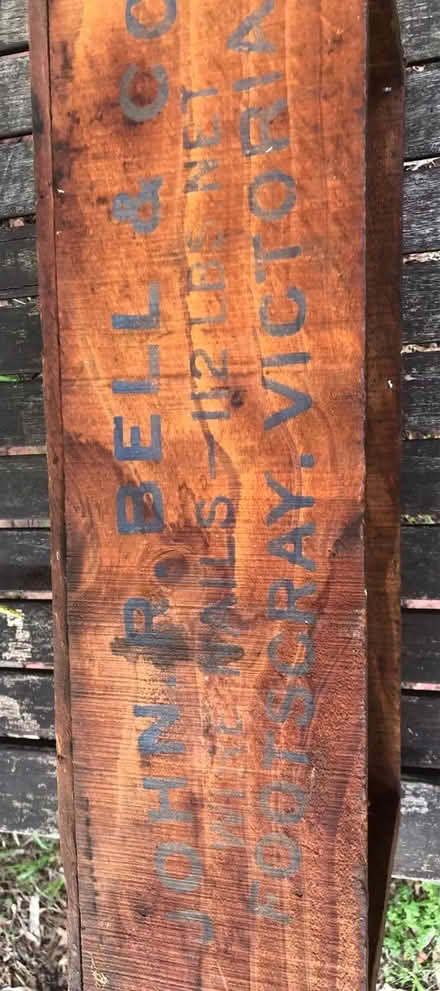 JOHN. R. BELL & CO
WIRE NAILS - 112 LBS NET
FOOTSCRAY. VICTORIA